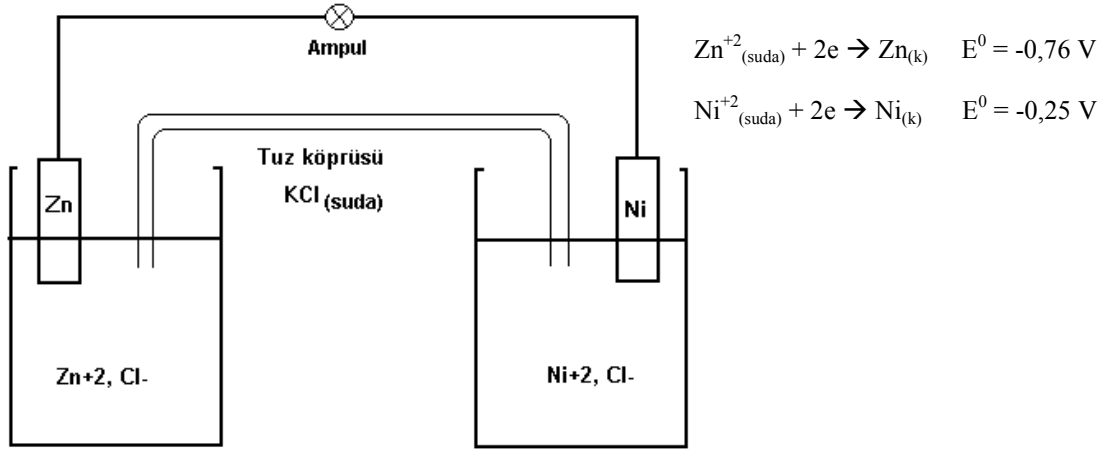 Ampul
Zn⁺²(suda) + 2e → Zn(k) E⁰ = -0,76 V
Ni⁺²(suda) + 2e → Ni(k) E⁰ = -0,25 V
Tuz köprüsü
KCl (suda)
Zn
Ni
Zn+2, Cl-
Ni+2, Cl-